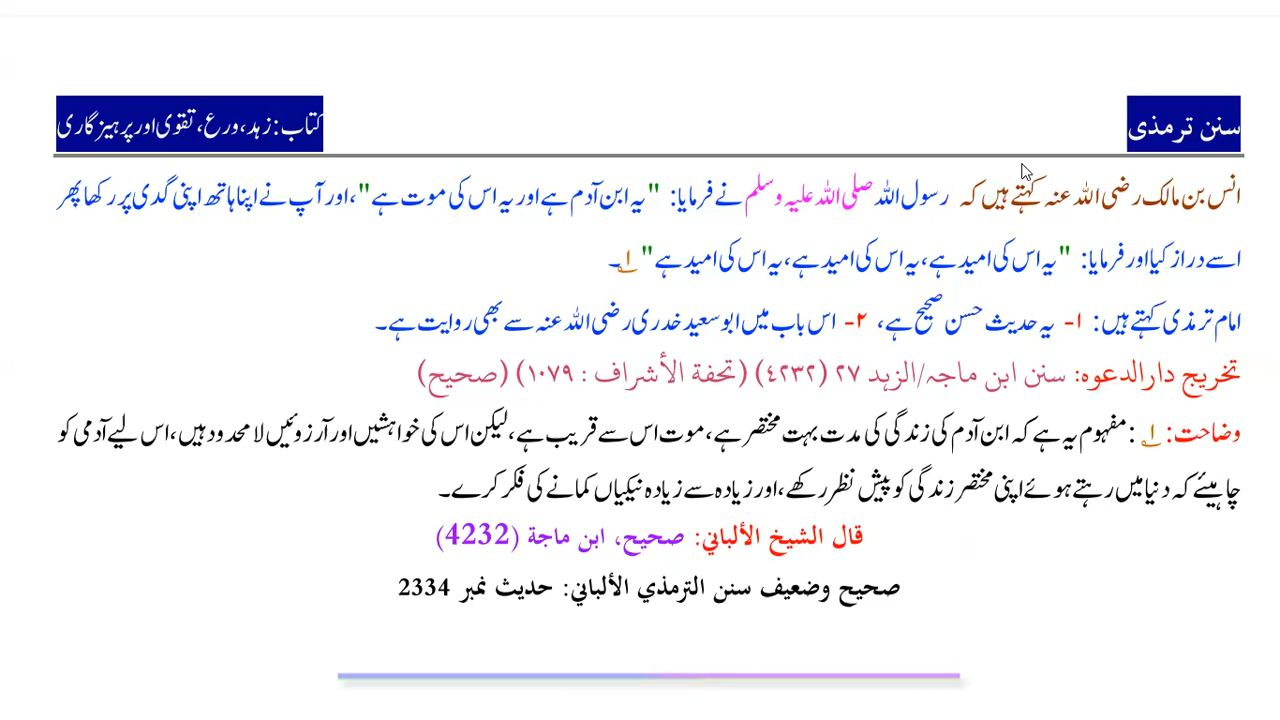 سنن ترمذی
کتاب: زہد، ورع، تقوی اور پرہیزگاری
انس بن مالک رضی اللہ عنہ کہتے ہیں کہ رسول اللہ صلی اللہ علیہ وسلم نے فرمایا: "یہ ابن آدم ہے اور یہ اس کی موت ہے"، اور آپ نے اپنا ہاتھ اپنی گدی پر رکھا پھر
اسے دراز کیا اور فرمایا: "یہ اس کی امید ہے، یہ اس کی امید ہے، یہ اس کی امید ہے" ۱؎۔
امام ترمذی کہتے ہیں: ۱- یہ حدیث حسن صحیح ہے، ۲- اس باب میں ابو سعید خدری رضی اللہ عنہ سے بھی روایت ہے۔
تخریج دارالدعوہ: سنن ابن ماجہ/الزہد ۲۷ (۴۲۳۲) (تحفة الأشراف : ۱۰۷۹) (صحیح)
وضاحت: ۱؎ : مفہوم یہ ہے کہ ابن آدم کی زندگی کی مدت بہت مختصر ہے، موت اس سے قریب ہے، لیکن اس کی خواہشیں اور آرزوئیں لا محدود ہیں، اس لیے آدمی کو
چاہیئے کہ دنیا میں رہتے ہوئے اپنی مختصر زندگی کو پیش نظر رکھے، اور زیادہ سے زیادہ نیکیاں کمانے کی فکر کرے۔
قال الشيخ الألباني: صحيح، ابن ماجة (4232)
صحيح وضعيف سنن الترمذي الألباني: حديث نمبر 2334